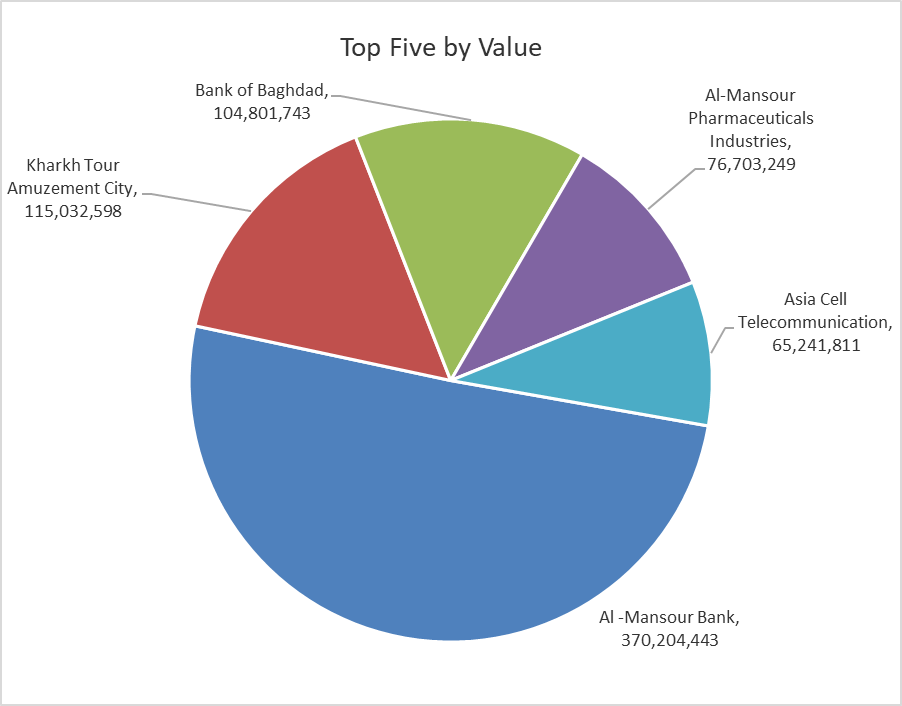 Top Five by Value
Bank of Baghdad,
104,801,743
Al-Mansour
Pharmaceuticals
Industries,
76,703,249
Kharkh Tour
Amuzement City,
115,032,598
Asia Cell
Telecommunication,
65,241,811
Al -Mansour Bank,
370,204,443